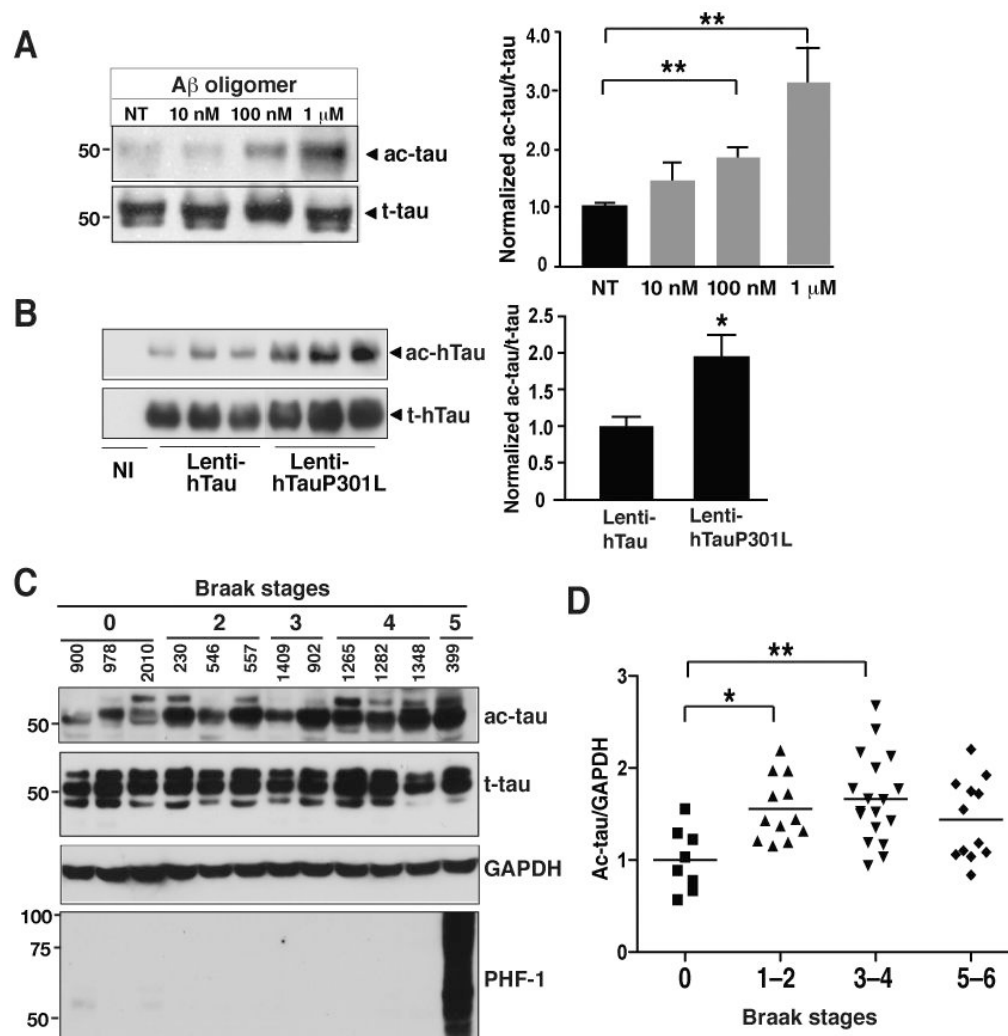 A
Aβ oligomer
NT 10 nM 100 nM 1 μM
50
ac-tau
50
t-tau
Normalized ac-tau/t-tau
4.0
3.0
2.0
1.0
0
**
**
NT 10 nM 100 nM 1 μM
B
ac-hTau
t-hTau
NI
Lenti-
hTau
Lenti-
hTauP301L
Normalized ac-tau/t-tau
2.5
2.0
1.5
1.0
0.5
0
*
Lenti-
hTau
Lenti-
hTauP301L
C
Braak stages
0 2 3 4 5
900 978 2010 230 546 557 1409 902 1265 1282 1348 399
50
ac-tau
50
t-tau
GAPDH
100
75
50
PHF-1
D
Ac-tau/GAPDH
3
2
1
0
*
**
0 1–2 3–4 5–6
Braak stages